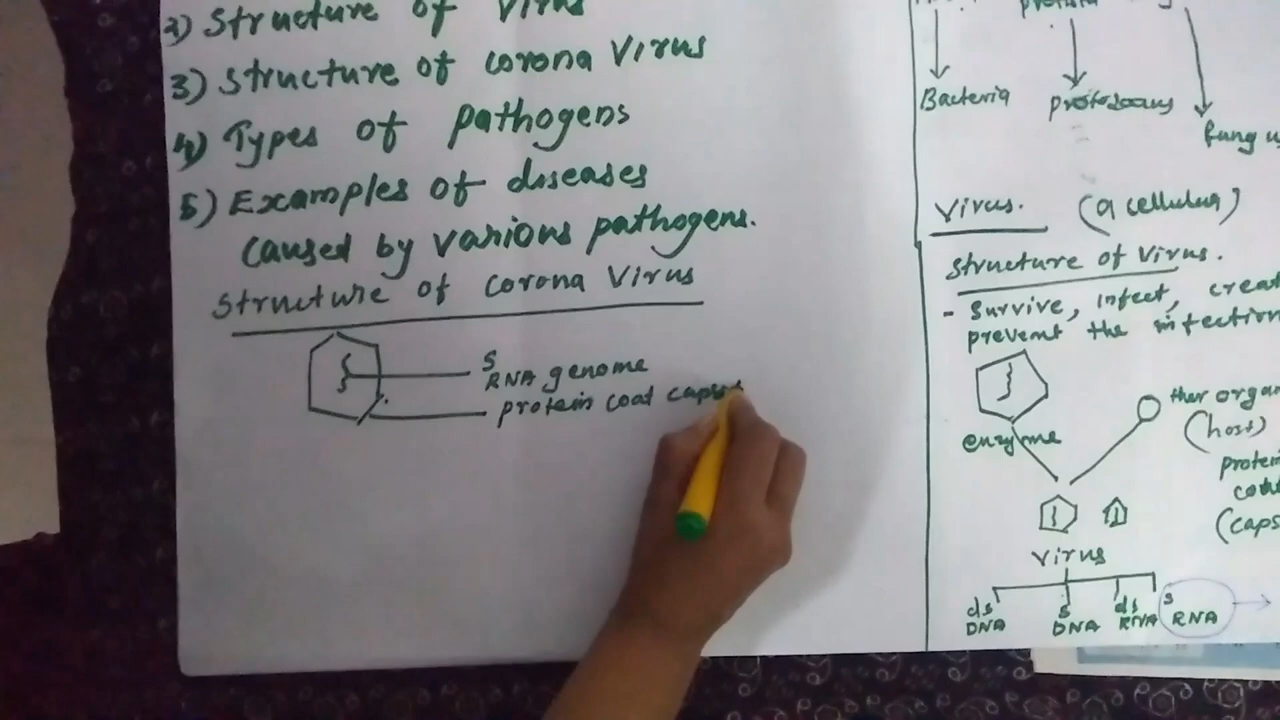 2) Structure of Virus
3) Structure of corona Virus
4) Types of pathogens
5) Examples of diseases
caused by various pathogens.
Structure of corona Virus
s
RNA genome
protein coat
Bacteria
protozoans
Virus. (a cellular)
Structure of Virus.
- Survive, infect,
prevent the infection
enzyme
(host)
Virus
ds
DNA
s
DNA
ds
RNA
s
RNA